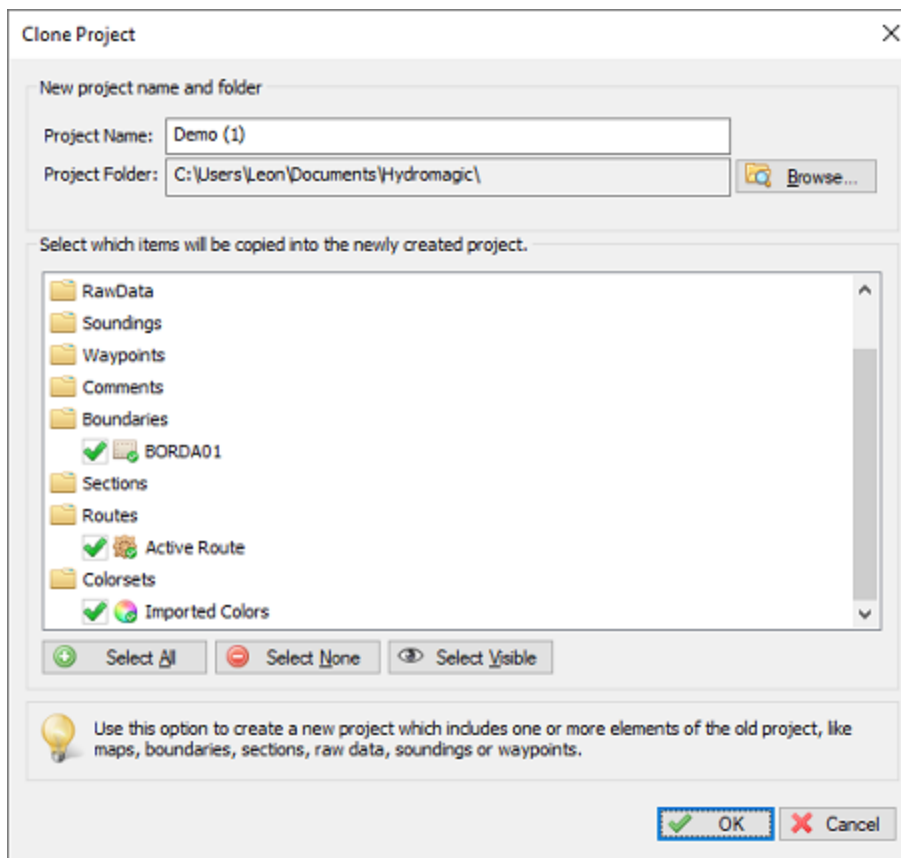 Clone Project
New project name and folder
Project Name: Demo (1)
Project Folder: C:\Users\Leon\Documents\Hydromagic\ Browse...
Select which items will be copied into the newly created project.
RawData
Soundings
Waypoints
Comments
Boundaries
BORDA01
Sections
Routes
Active Route
Colorsets
Imported Colors
Select All Select None Select Visible
Use this option to create a new project which includes one or more elements of the old project, like
maps, boundaries, sections, raw data, soundings or waypoints.
OK Cancel